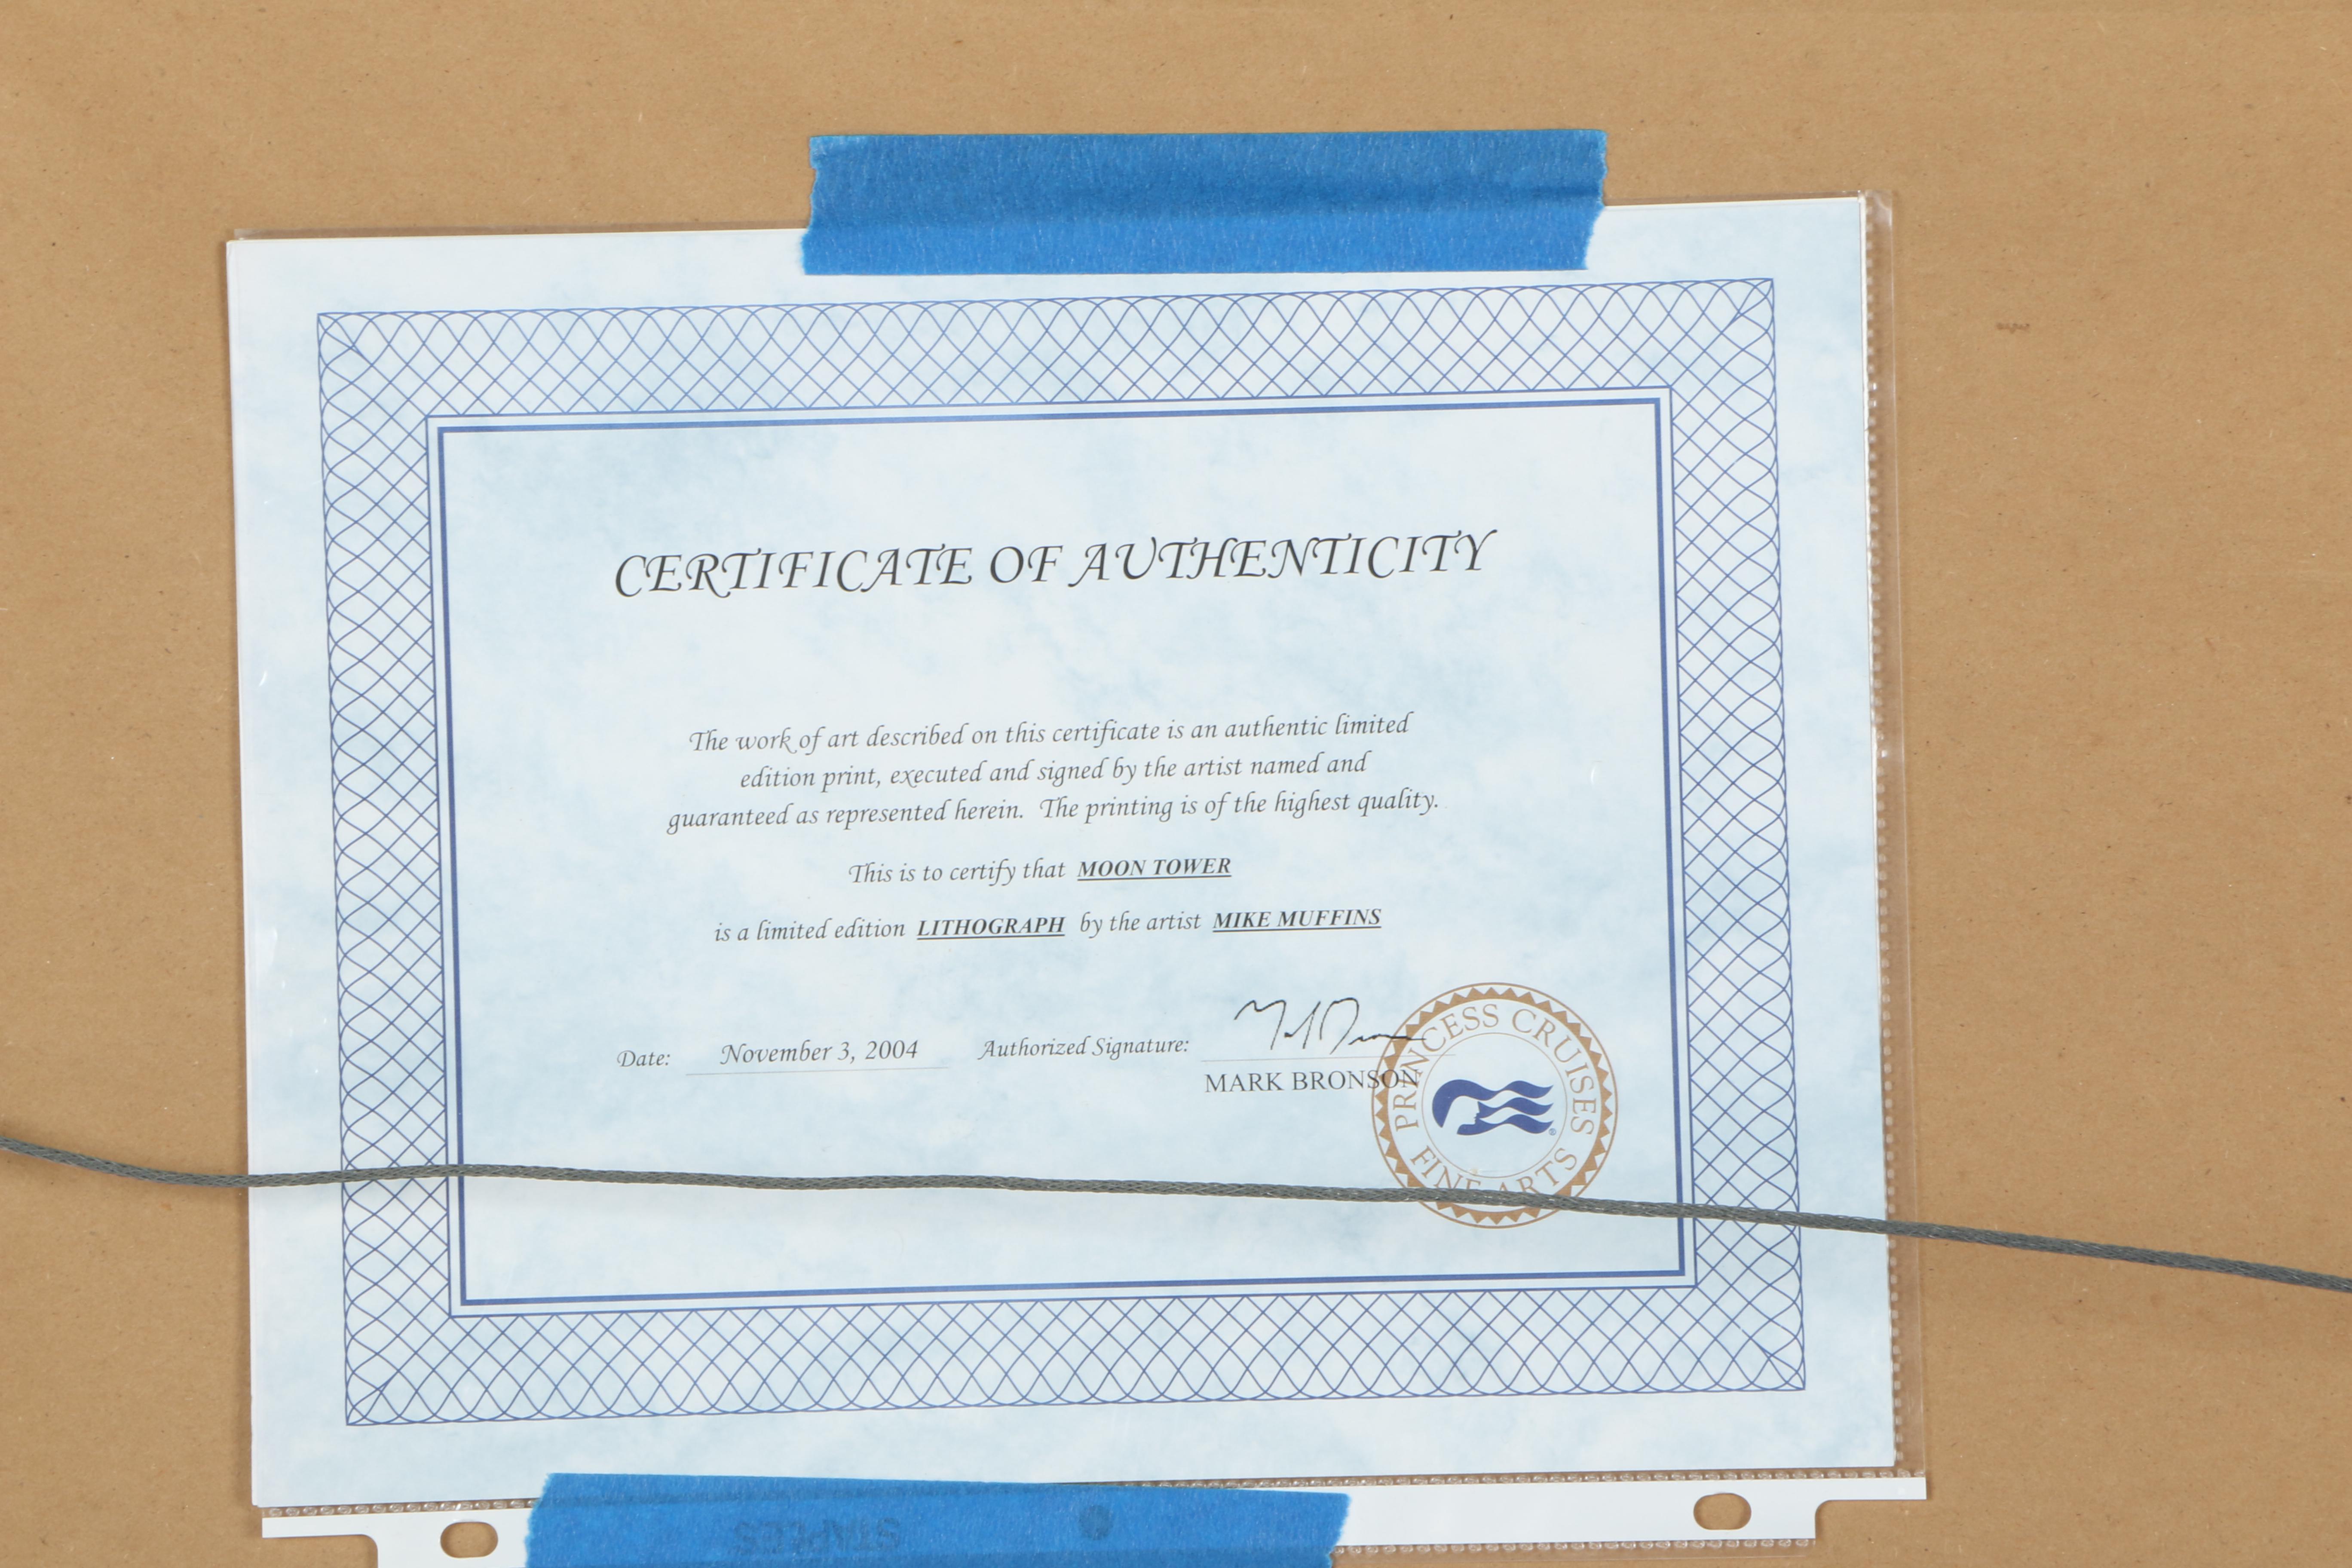 CERTIFICATE OF AUTHENTICITY
The work of art described on this certificate is an authentic limited
edition print, executed and signed by the artist named and
guaranteed as represented herein. The printing is of the highest quality.
This is to certify that MOON TOWER
is a limited edition LITHOGRAPH by the artist MIKE MUFFINS
Date: November 3, 2004 Authorized Signature:
MARK BRONSON
PRINCESS CRUISES
FINE ARTS
®
STAPLES